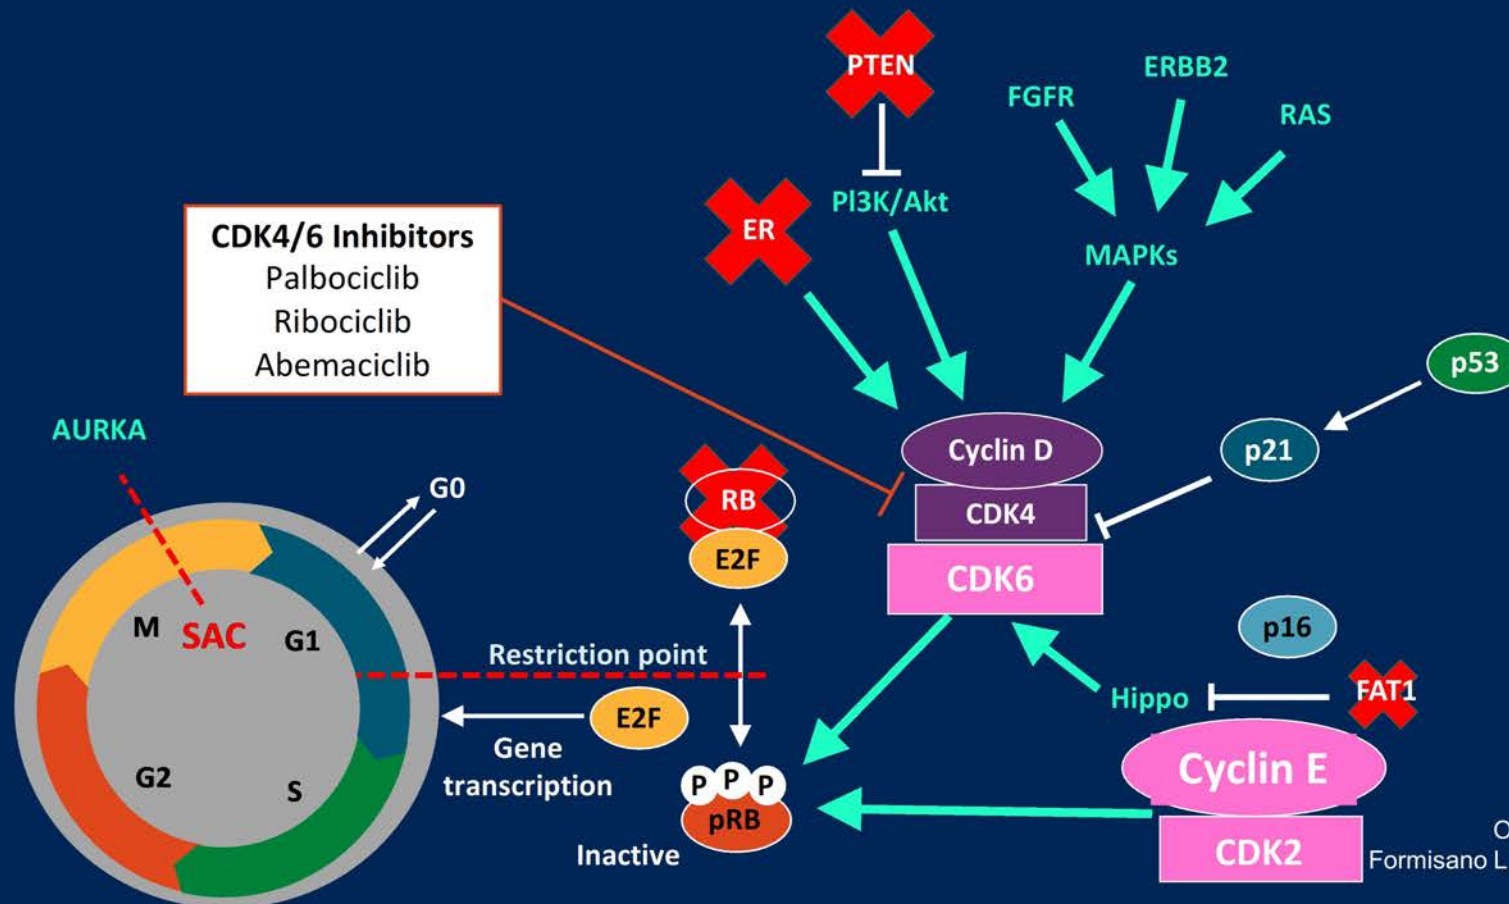 PTEN
ERBB2
FGFR
RAS
PI3K/Akt
ER
MAPKs
CDK4/6 Inhibitors
Palbociclib
Ribociclib
Abemaciclib
p53
AURKA
Cyclin D
p21
G0
RB
CDK4
E2F
CDK6
M
SAC
G1
p16
Restriction point
Hippo
FAT1
E2F
Gene
transcription
G2
S
P P P
pRB
Inactive
Cyclin E
CDK2
O
Formisano L